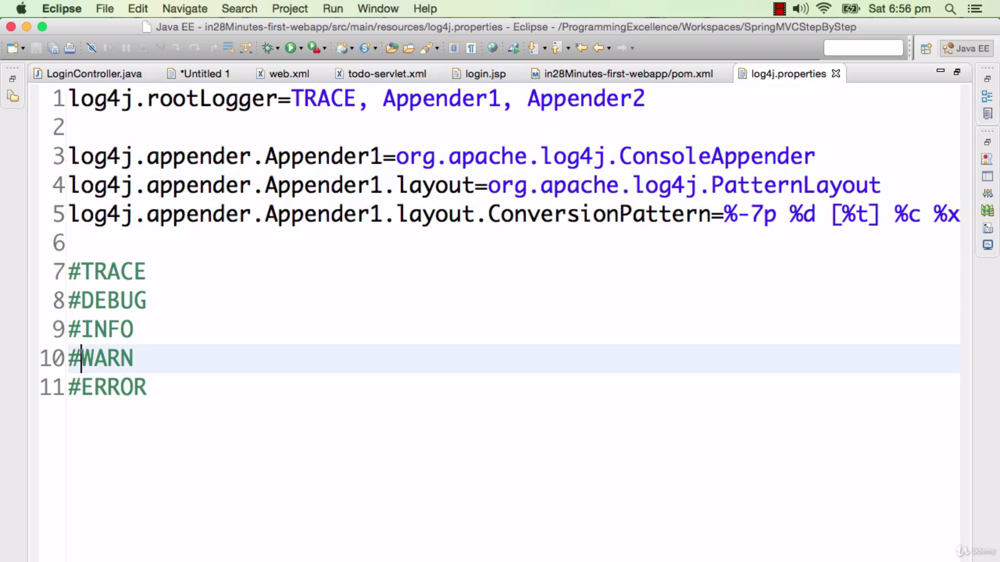 Eclipse File Edit Navigate Search Project Run Window Help Sat 6:56 pm
Java EE - in28Minutes-first-webapp/src/main/resources/log4j.properties - Eclipse - /ProgrammingExcellence/Workspaces/SpringMVCStepByStep
Java EE
LoginController.java *Untitled 1 web.xml todo-servlet.xml login.jsp in28Minutes-first-webapp/pom.xml log4j.properties
1 log4j.rootLogger=TRACE, Appender1, Appender2
2
3 log4j.appender.Appender1=org.apache.log4j.ConsoleAppender
4 log4j.appender.Appender1.layout=org.apache.log4j.PatternLayout
5 log4j.appender.Appender1.layout.ConversionPattern=%-7p %d [%t] %c %x
6
7 #TRACE
8 #DEBUG
9 #INFO
10 #WARN
11 #ERROR
Udemy